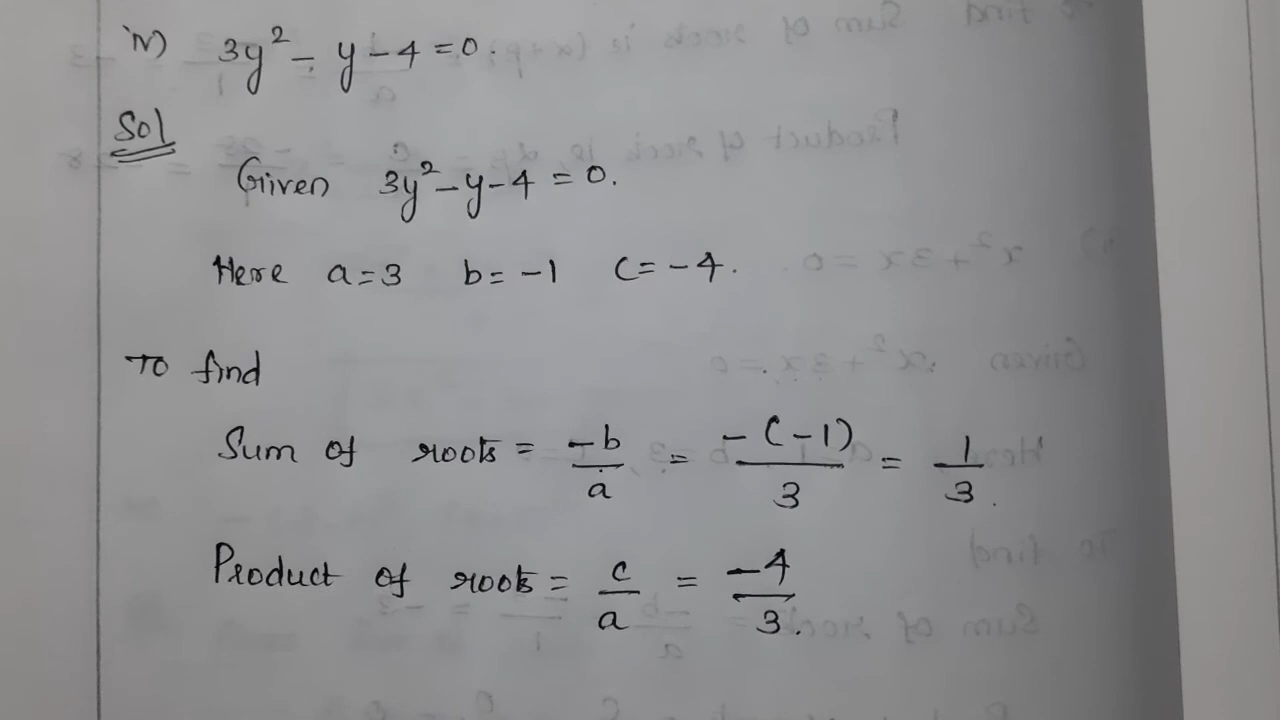 iv) 3y² - y - 4 = 0.
Sol
Given 3y² - y - 4 = 0.
Here a = 3 b = -1 c = -4.
To find
Sum of roots = -b/a = -(-1)/3 = 1/3.
Product of roots = c/a = -4/3.